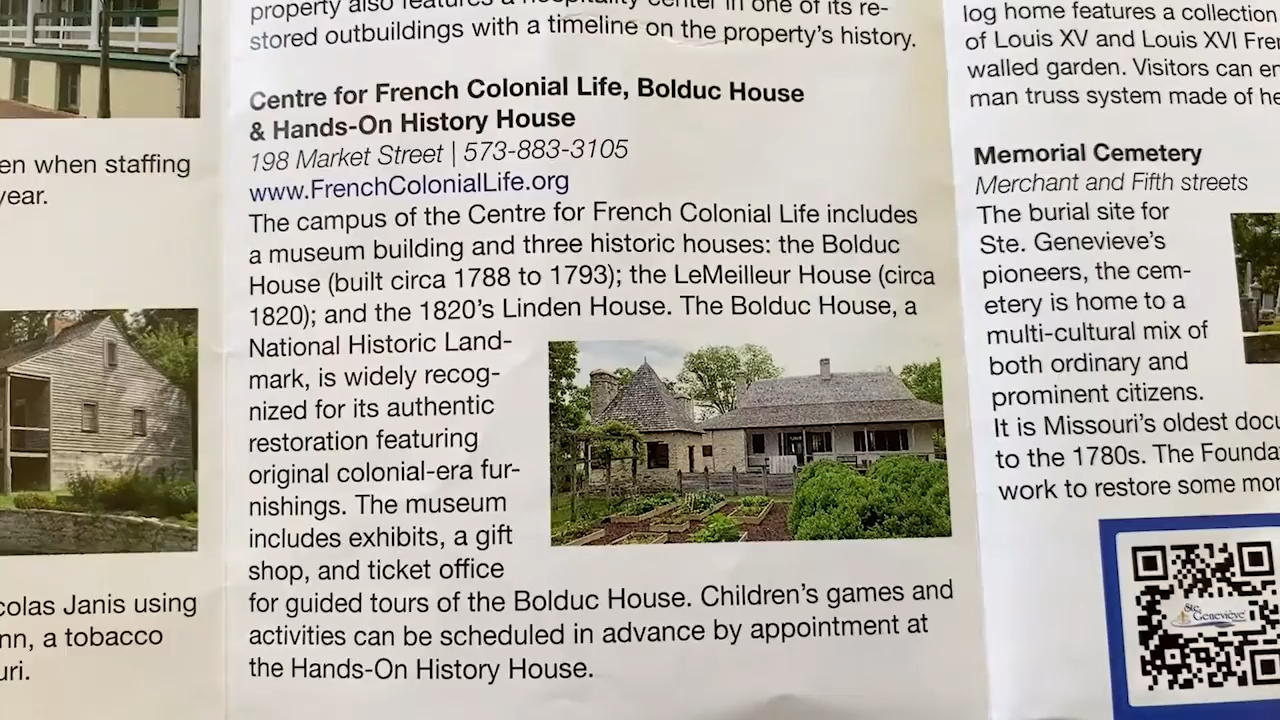 en when staffing
year.
colas Janis using
nn, a tobacco
uri.
property also features a hospitality center in one of its re-
stored outbuildings with a timeline on the property's history.
Centre for French Colonial Life, Bolduc House
& Hands-On History House
198 Market Street | 573-883-3105
www.FrenchColonialLife.org
The campus of the Centre for French Colonial Life includes
a museum building and three historic houses: the Bolduc
House (built circa 1788 to 1793); the LeMeilleur House (circa
1820); and the 1820's Linden House. The Bolduc House, a
National Historic Land-
mark, is widely recog-
nized for its authentic
restoration featuring
original colonial-era fur-
nishings. The museum
includes exhibits, a gift
shop, and ticket office
for guided tours of the Bolduc House. Children's games and
activities can be scheduled in advance by appointment at
the Hands-On History House.
log home features a collection
of Louis XV and Louis XVI Fren
walled garden. Visitors can en
man truss system made of he
Memorial Cemetery
Merchant and Fifth streets
The burial site for
Ste. Genevieve's
pioneers, the cem-
etery is home to a
multi-cultural mix of
both ordinary and
prominent citizens.
It is Missouri's oldest docu
to the 1780s. The Founda
work to restore some mor
Ste.
Genevieve